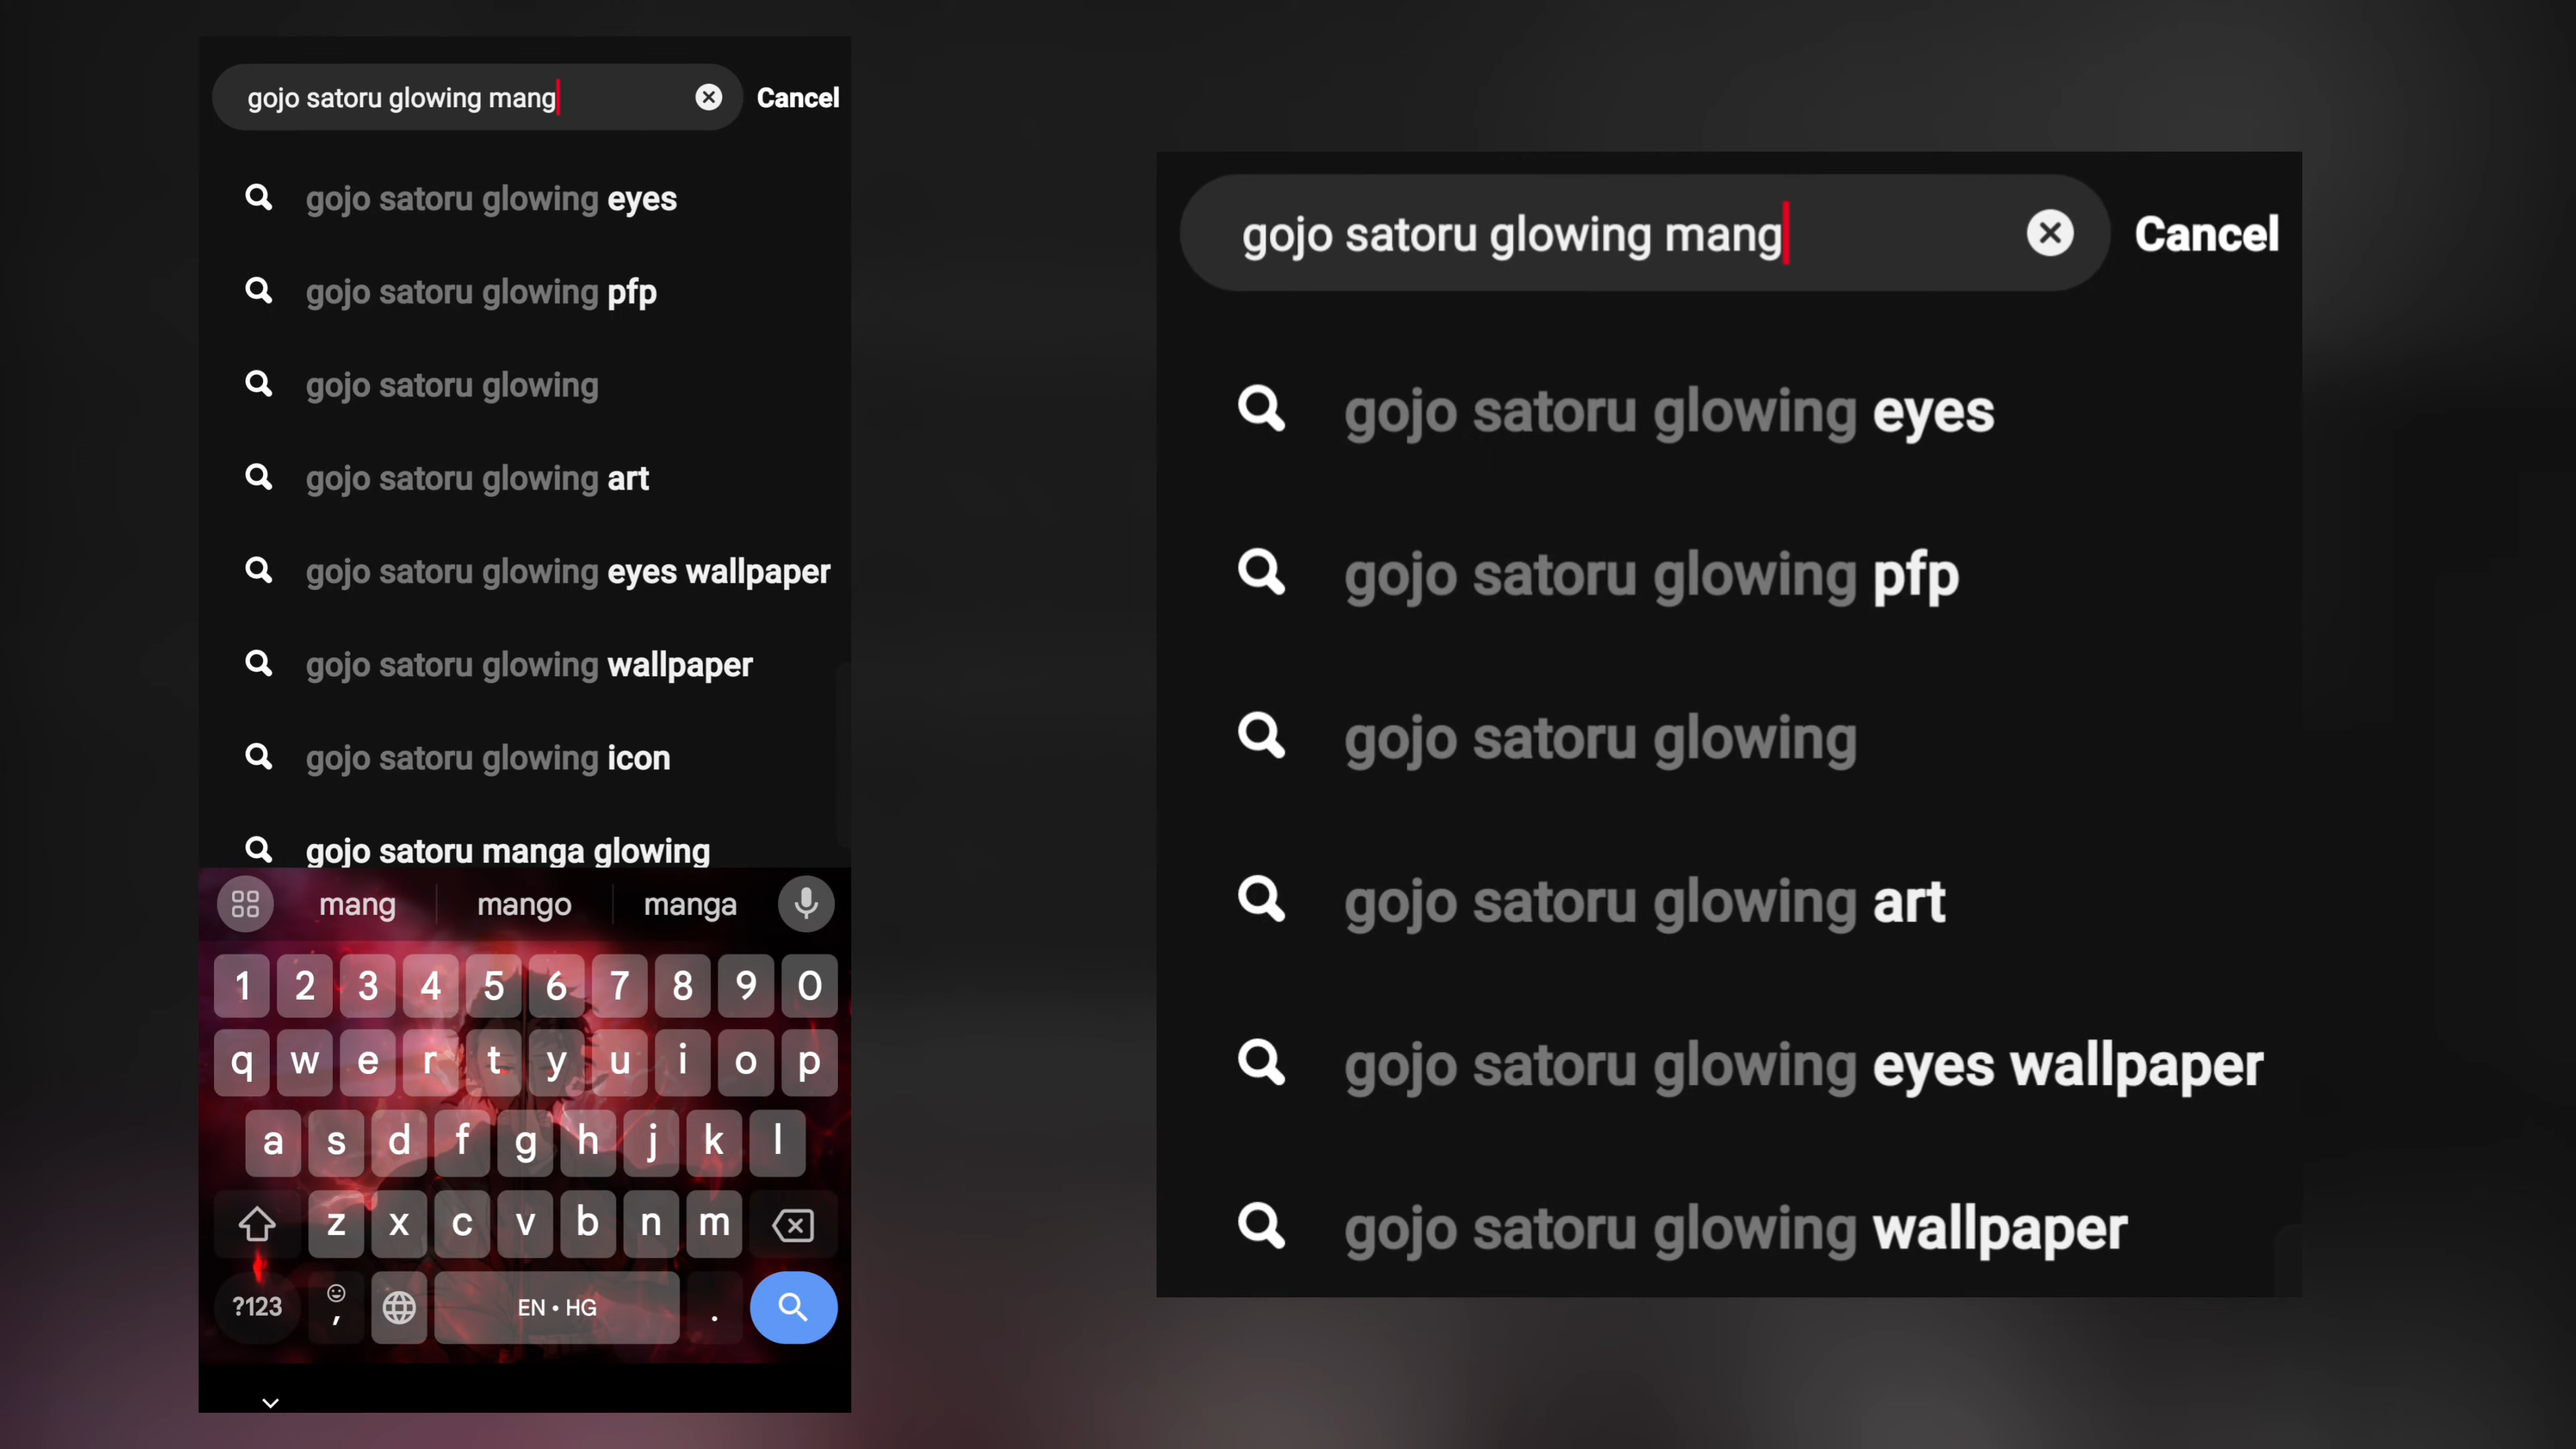 gojo satoru glowing mang
Cancel
gojo satoru glowing eyes
gojo satoru glowing pfp
gojo satoru glowing
gojo satoru glowing art
gojo satoru glowing eyes wallpaper
gojo satoru glowing wallpaper
gojo satoru glowing icon
gojo satoru manga glowing
mang mango manga
1 2 3 4 5 6 7 8 9 0
q w e r t y u i o p
a s d f g h j k l
z x c v b n m
?123 , EN • HG .
gojo satoru glowing mang
Cancel
gojo satoru glowing eyes
gojo satoru glowing pfp
gojo satoru glowing
gojo satoru glowing art
gojo satoru glowing eyes wallpaper
gojo satoru glowing wallpaper